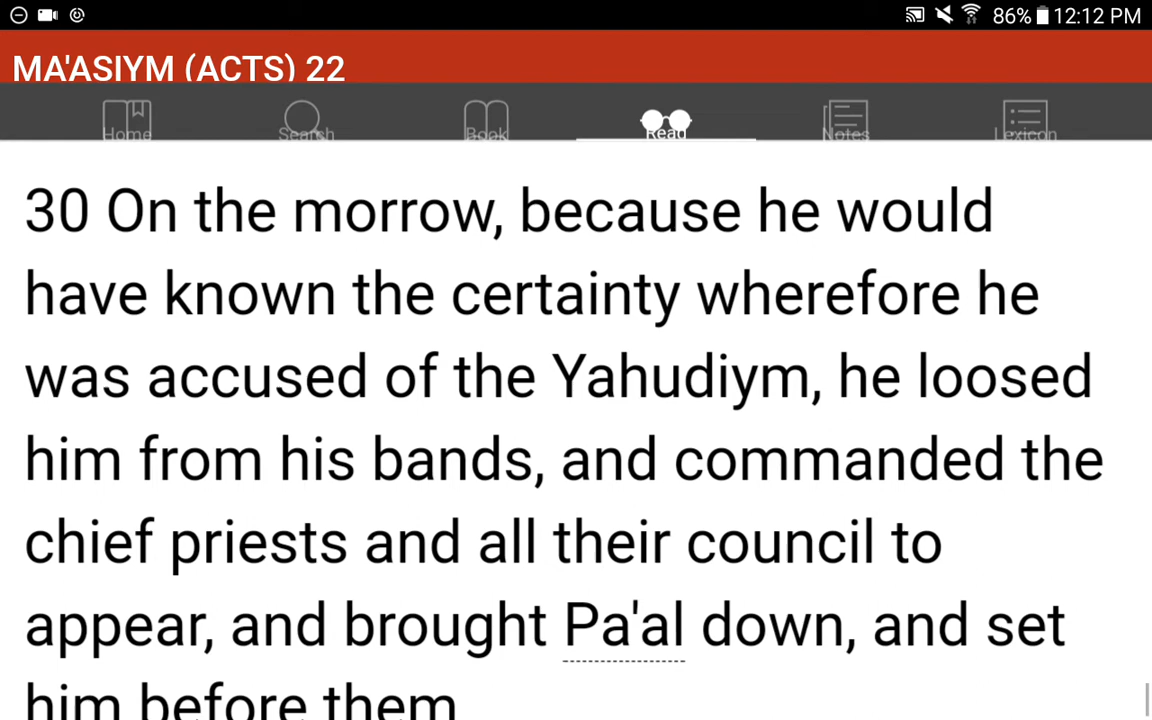 86% 12:12 PM
MA'ASIYM (ACTS) 22
Home Search Book Read Notes Lexicon
30 On the morrow, because he would
have known the certainty wherefore he
was accused of the Yahudiym, he loosed
him from his bands, and commanded the
chief priests and all their council to
appear, and brought Pa'al down, and set
him before them